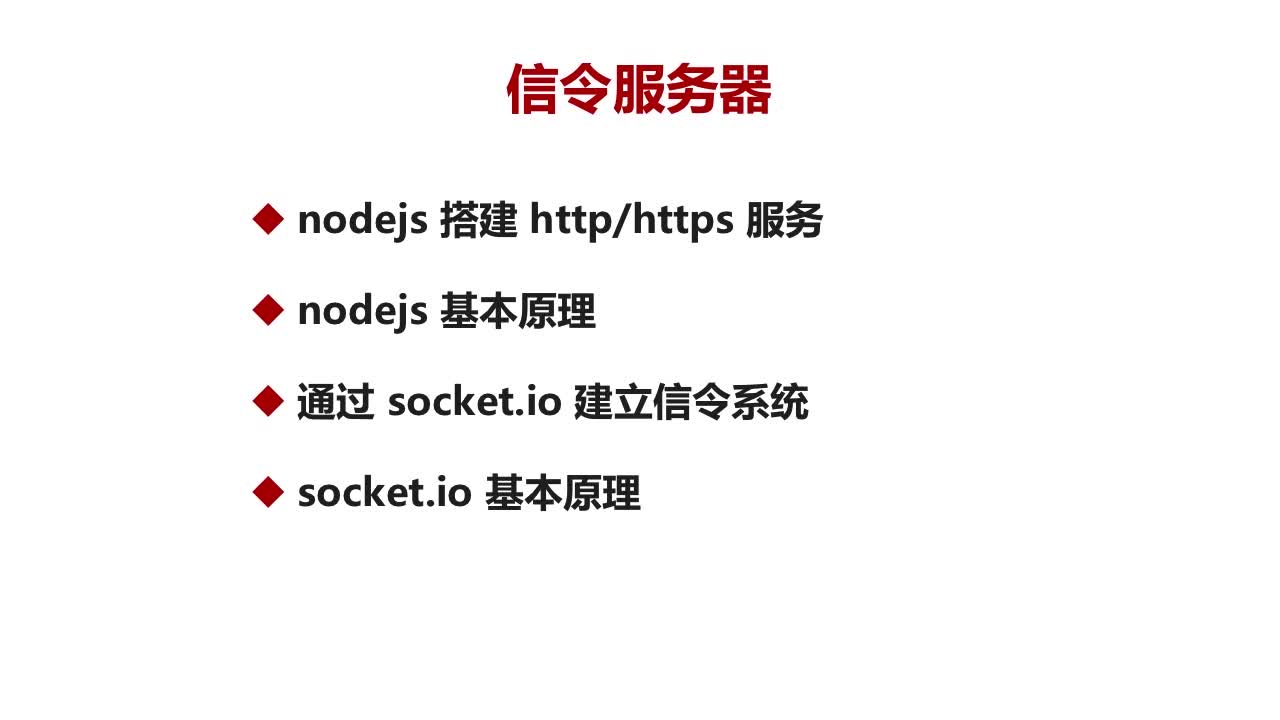 信令服务器
nodejs 搭建 http/https 服务
nodejs 基本原理
通过 socket.io 建立信令系统
socket.io 基本原理